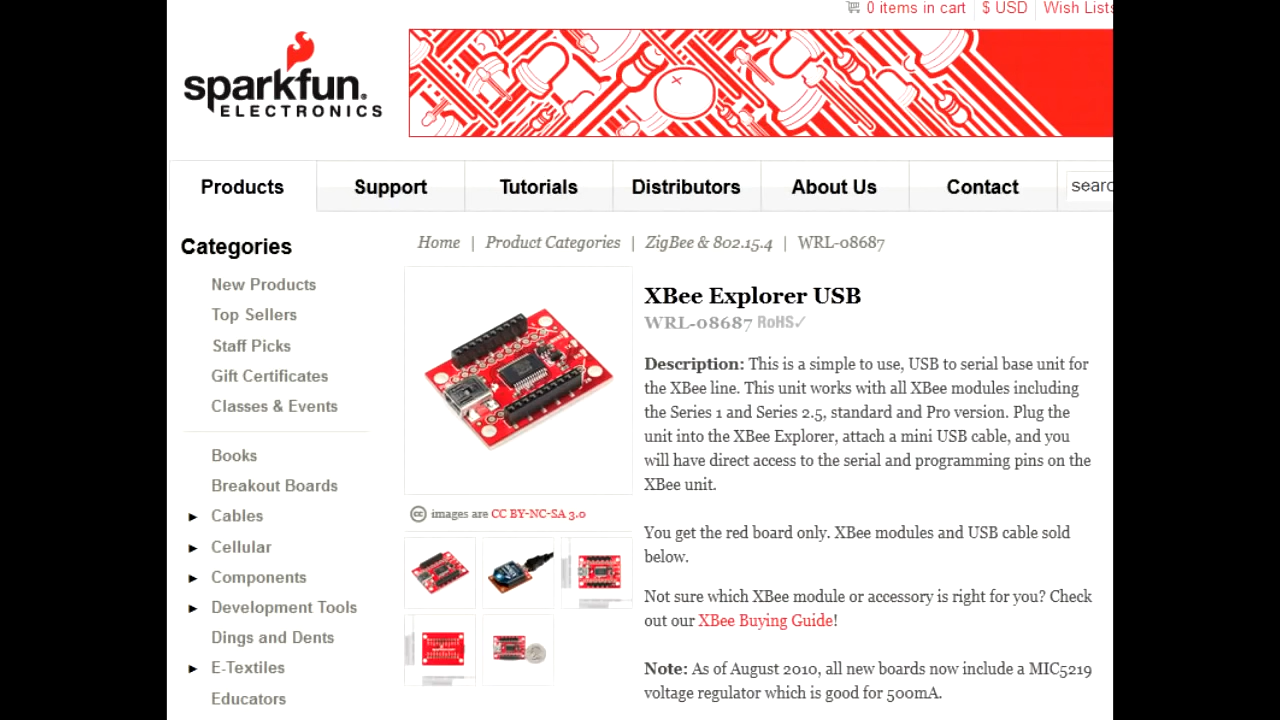 0 items in cart
$ USD
Wish Lists
sparkfun.
ELECTRONICS
Products
Support
Tutorials
Distributors
About Us
Contact
searc
Categories
New Products
Top Sellers
Staff Picks
Gift Certificates
Classes & Events
Books
Breakout Boards
Cables
Cellular
Components
Development Tools
Dings and Dents
E-Textiles
Educators
Home | Product Categories | ZigBee & 802.15.4 | WRL-08687
cc images are CC BY-NC-SA 3.0
XBee Explorer USB
WRL-08687 RoHS✓
Description: This is a simple to use, USB to serial base unit for
the XBee line. This unit works with all XBee modules including
the Series 1 and Series 2.5, standard and Pro version. Plug the
unit into the XBee Explorer, attach a mini USB cable, and you
will have direct access to the serial and programming pins on the
XBee unit.
You get the red board only. XBee modules and USB cable sold
below.
Not sure which XBee module or accessory is right for you? Check
out our XBee Buying Guide!
Note: As of August 2010, all new boards now include a MIC5219
voltage regulator which is good for 500mA.